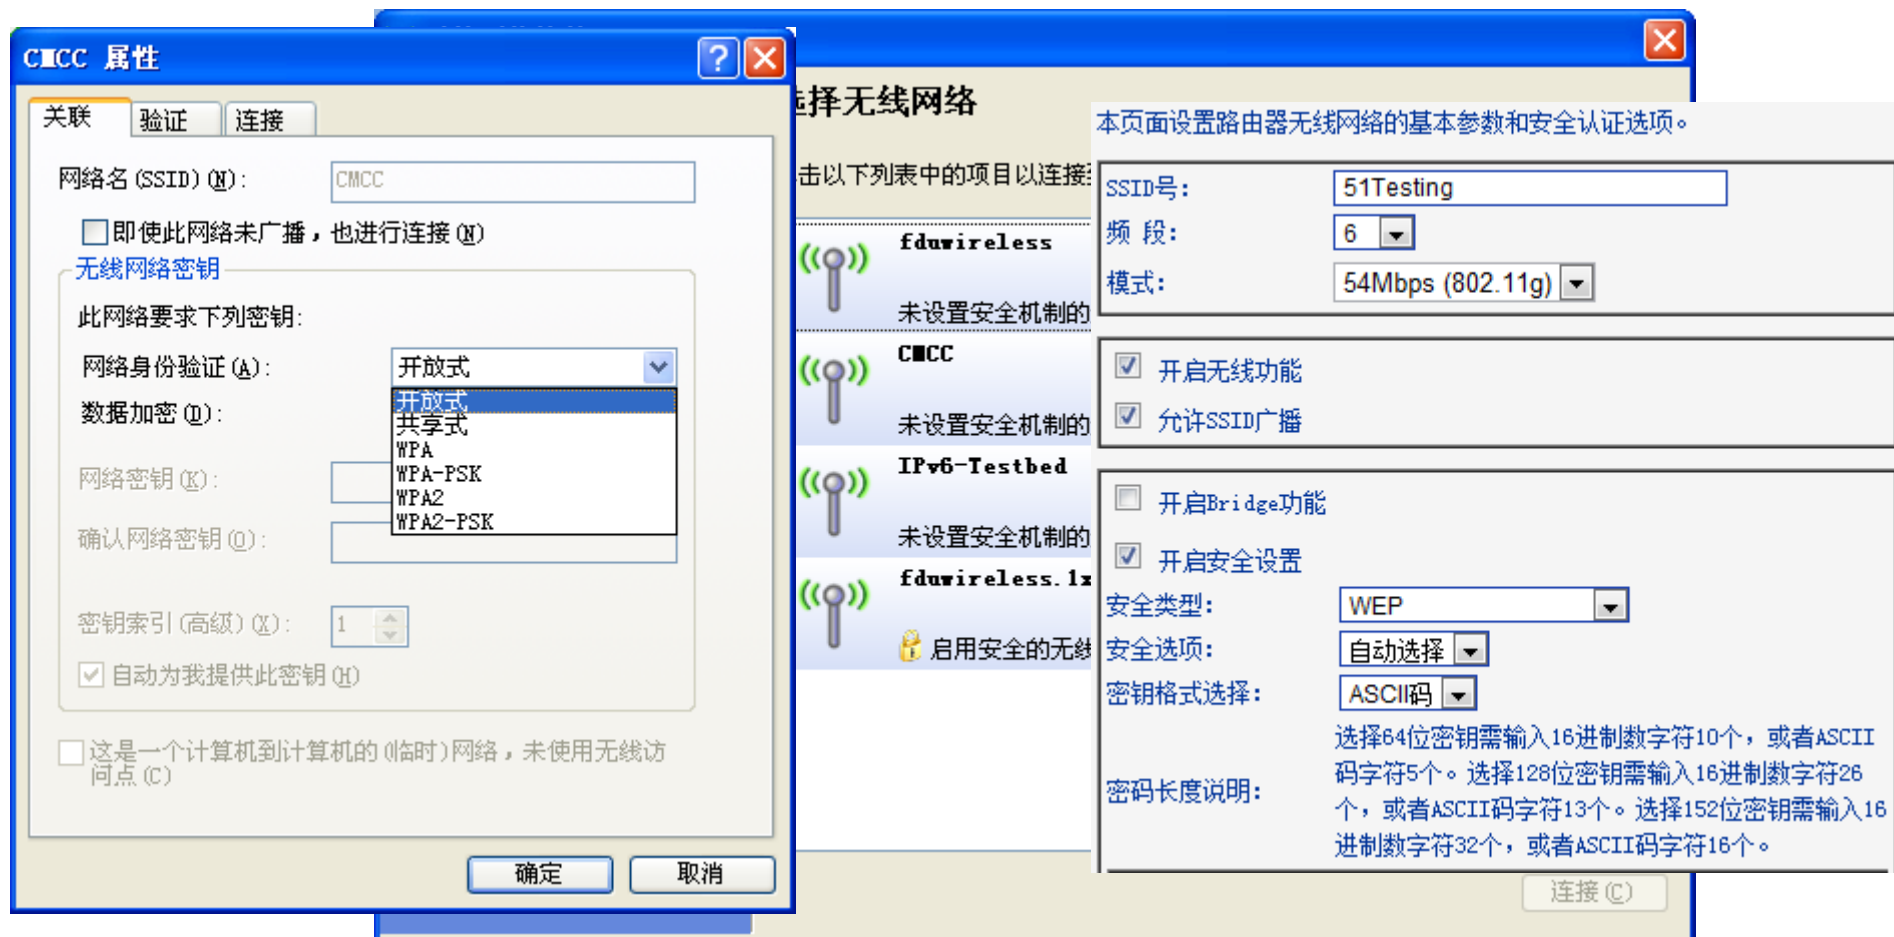 CMCC 属性
关联
验证
连接
网络名(SSID)(N):
CMCC
即使此网络未广播，也进行连接(N)
无线网络密钥
此网络要求下列密钥:
网络身份验证(A):
开放式
数据加密(D):
开放式
共享式
WPA
WPA-PSK
WPA2
WPA2-PSK
网络密钥(K):
确认网络密钥(O):
密钥索引(高级)(X):
1
自动为我提供此密钥(H)
这是一个计算机到计算机的(临时)网络，未使用无线访
问点(C)
确定
取消
择无线网络
击以下列表中的项目以连接
fduwireless
未设置安全机制的
CMCC
未设置安全机制的
IPv6-Testbed
未设置安全机制的
fduwireless.1x
启用安全的无线
连接(C)
本页面设置路由器无线网络的基本参数和安全认证选项。
SSID号:
51Testing
频 段:
6
模式:
54Mbps (802.11g)
开启无线功能
允许SSID广播
开启Bridge功能
开启安全设置
安全类型:
WEP
安全选项:
自动选择
密钥格式选择:
ASCII码
密码长度说明:
选择64位密钥需输入16进制数字符10个，或者ASCII
码字符5个。选择128位密钥需输入16进制数字符26
个，或者ASCII码字符13个。选择152位密钥需输入16
进制数字符32个，或者ASCII码字符16个。